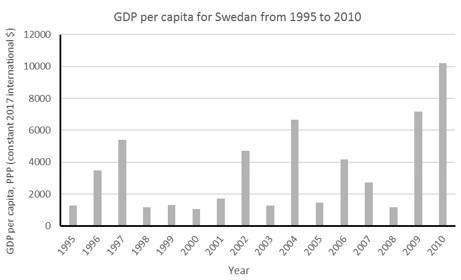 GDP per capita for Swedan from 1995 to 2010
GDP per capita, PPP (constant 2017 international $)
12000
10000
8000
6000
4000
2000
0
1995 1996 1997 1998 1999 2000 2001 2002 2003 2004 2005 2006 2007 2008 2009 2010
Year